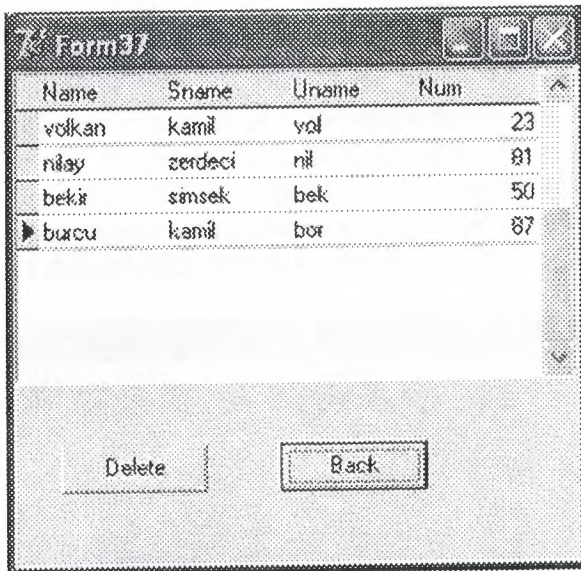 Form37
Name Sname Uname Num
volkan kamil vol 23
nilay zerdeci nil 81
bekir simsek bek 50
burcu kamil bor 87
Delete Back